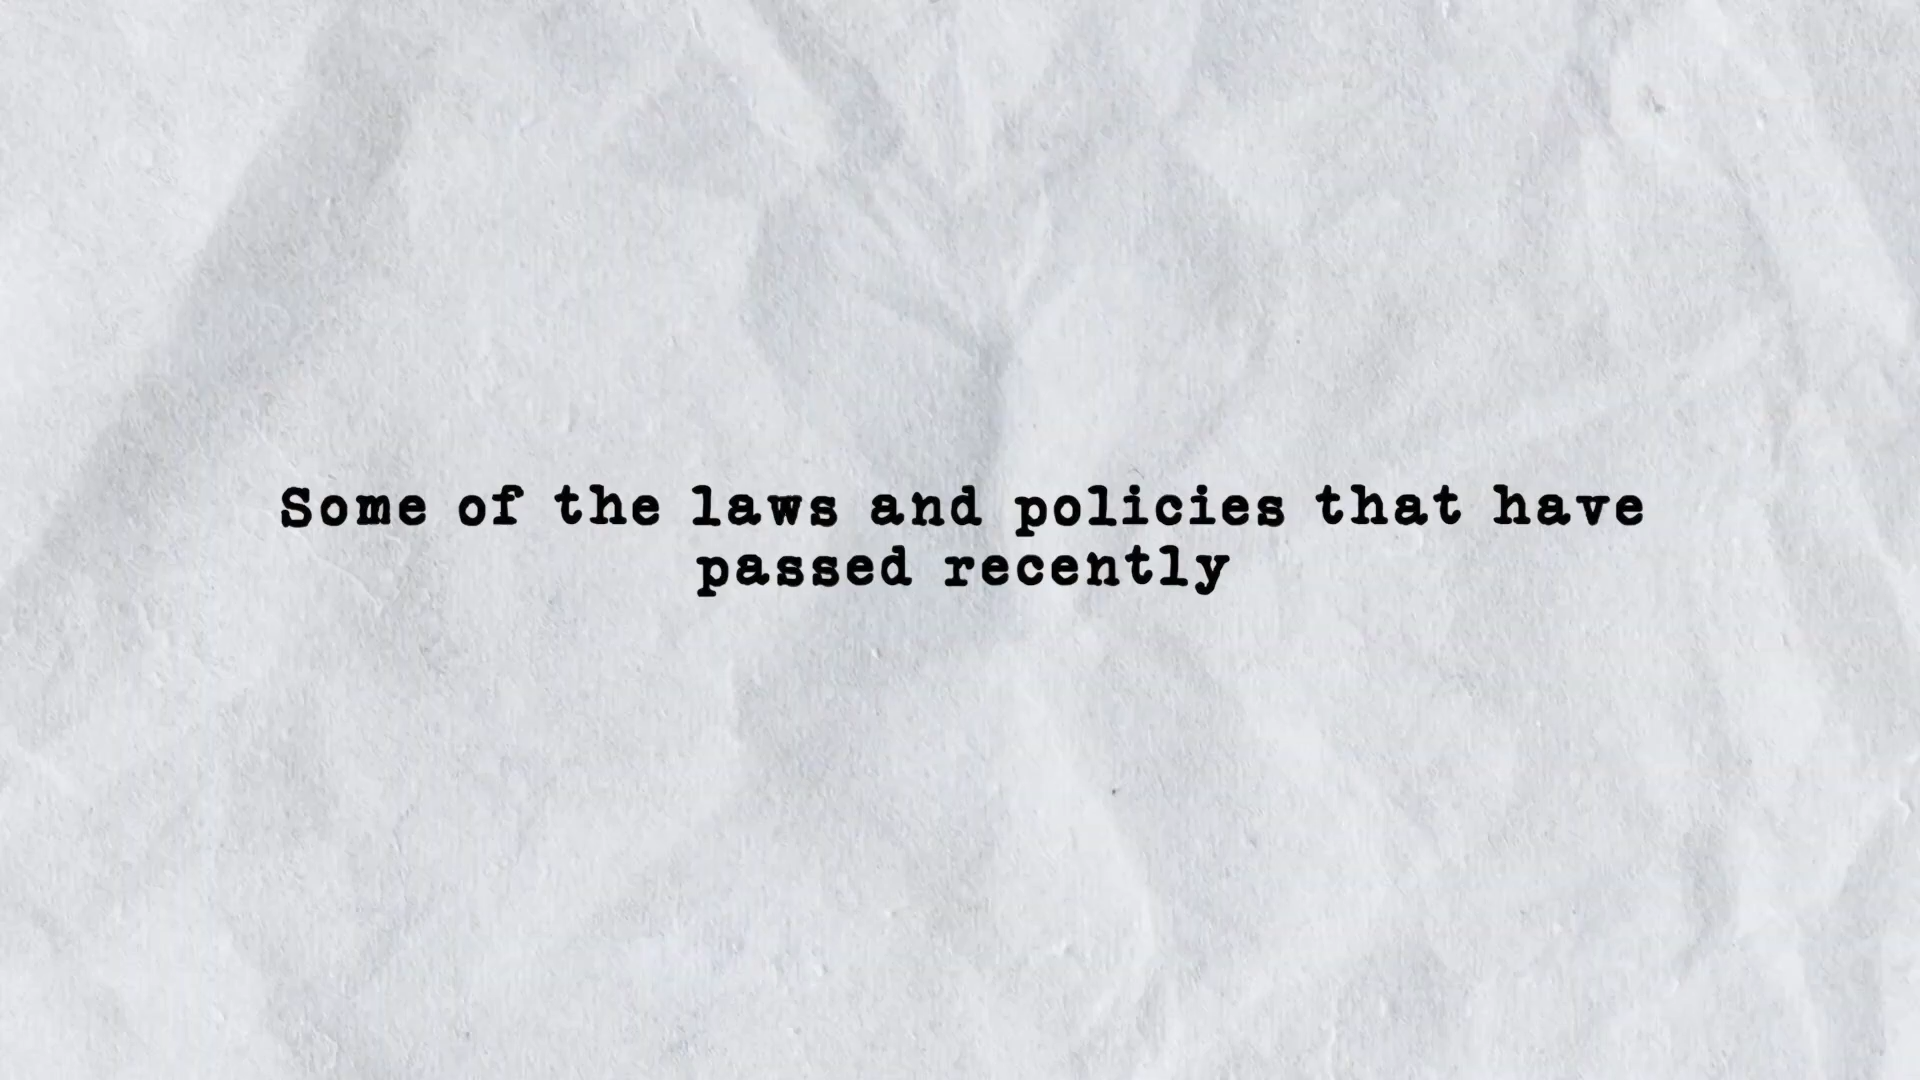 Some of the laws and policies that have
passed recently